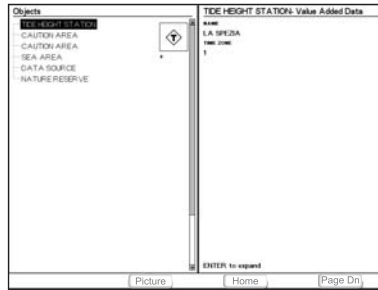 Objects
TIDE HEIGHT STATION
CAUTION AREA
CAUTION AREA
SEA AREA
DATA SOURCE
NATURE RESERVE
T
TIDE HEIGHT STATION- Value Added Data
NAME
LA SPEZIA
TIME ZONE
1
ENTER to expand
Picture
Home
Page Dn